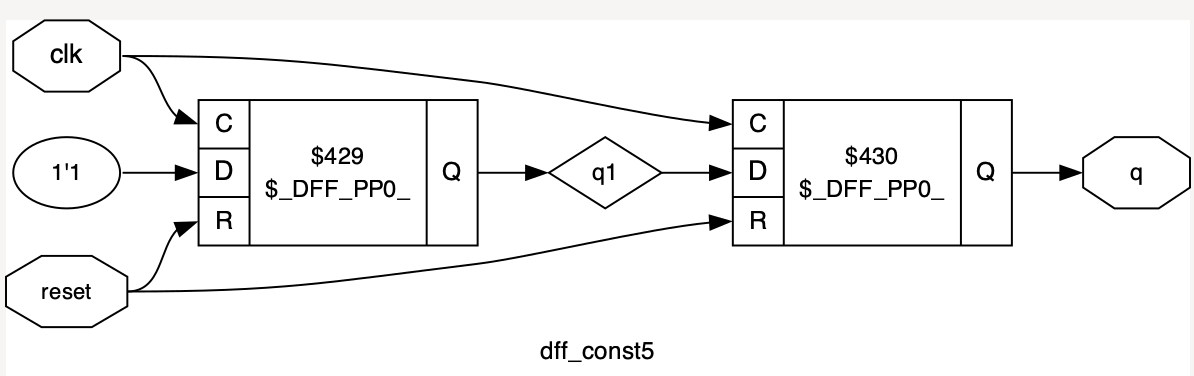 clk
1'1
reset
C
D
R
$429
$_DFF_PP0_
Q
q1
C
D
R
$430
$_DFF_PP0_
Q
q
dff_const5